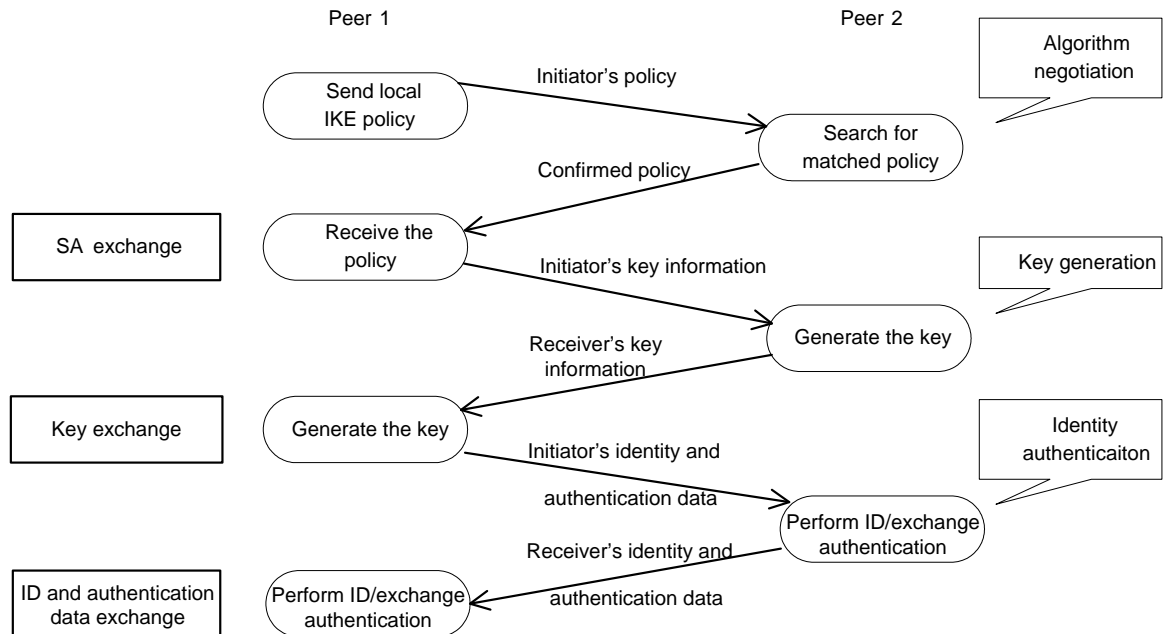 Peer 1
Peer 2
Algorithm
negotiation
Initiator's policy
Send local
IKE policy
Search for
matched policy
Confirmed policy
SA exchange
Receive the
policy
Initiator's key information
Key generation
Generate the key
Receiver's key
information
Key exchange
Generate the key
Identity
authenticaiton
Initiator's identity and
authentication data
Perform ID/exchange
authentication
Receiver's identity and
authentication data
ID and authentication
data exchange
Perform ID/exchange
authentication